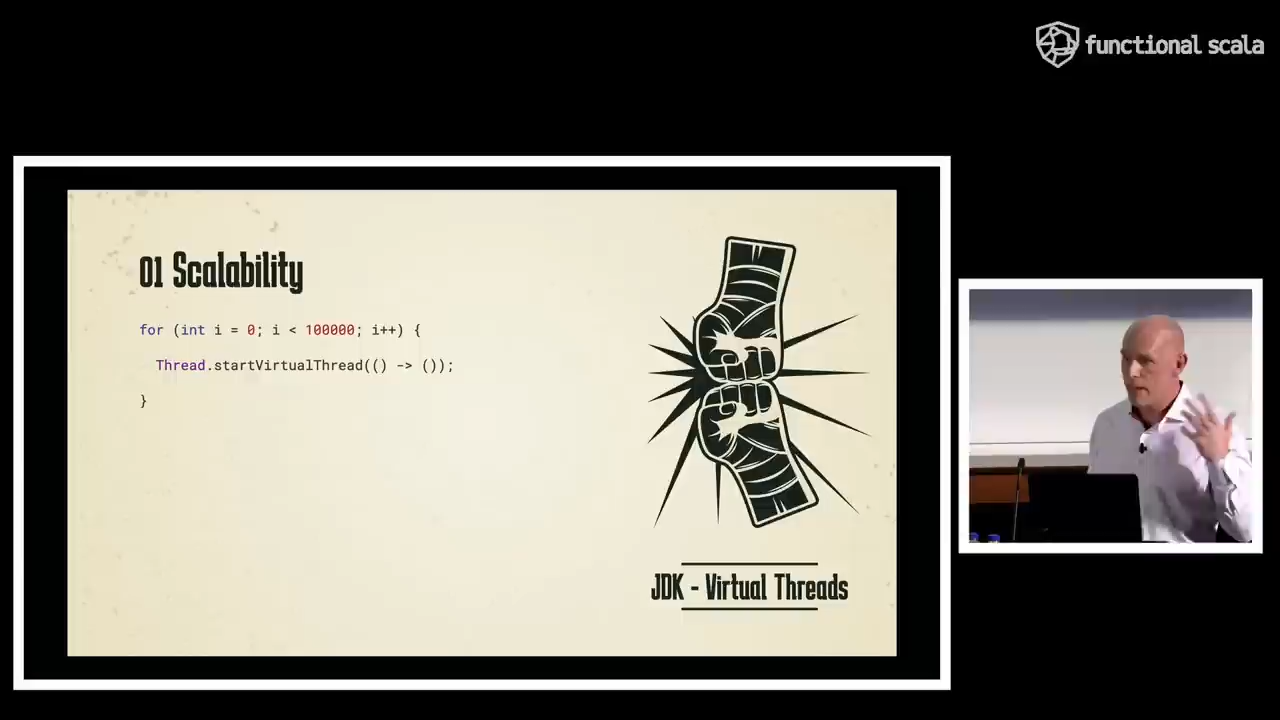 functional scala
01 Scalability
for (int i = 0; i < 100000; i++) {
Thread.startVirtualThread(() -> ());
}
JDK - Virtual Threads